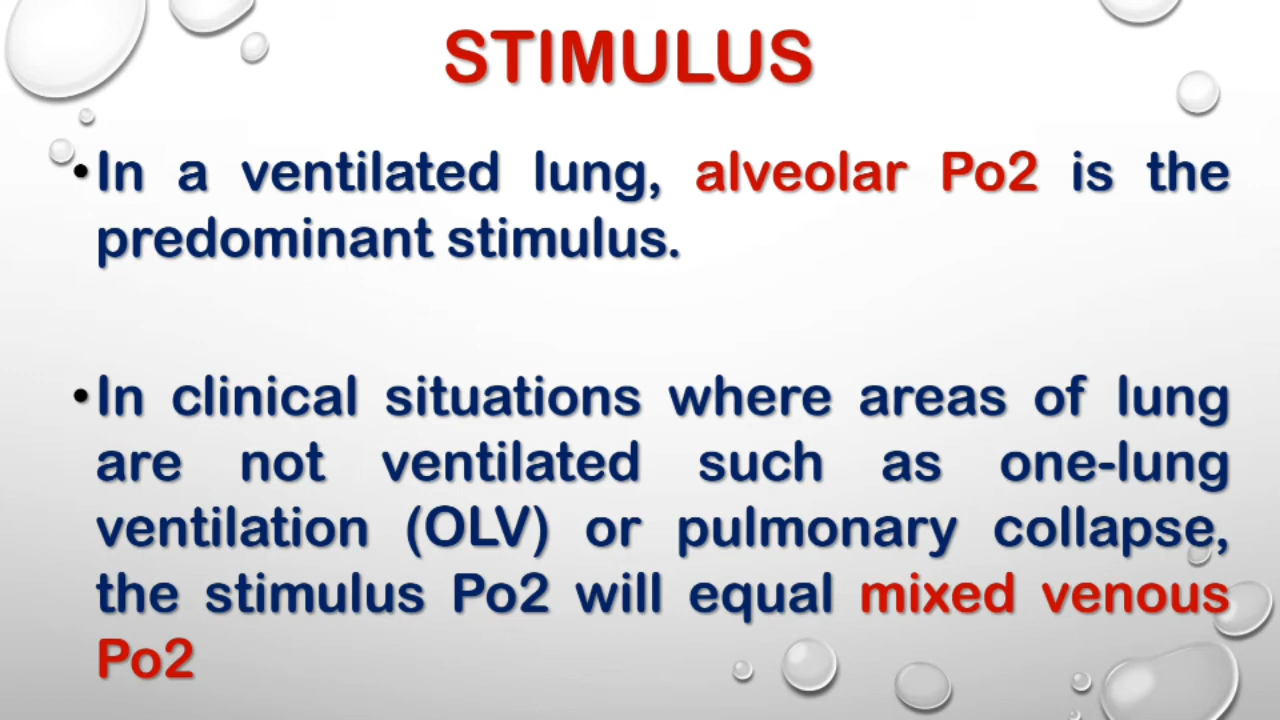 STIMULUS
•In a ventilated lung, alveolar Po2 is the
predominant stimulus.
•In clinical situations where areas of lung
are not ventilated such as one-lung
ventilation (OLV) or pulmonary collapse,
the stimulus Po2 will equal mixed venous
Po2